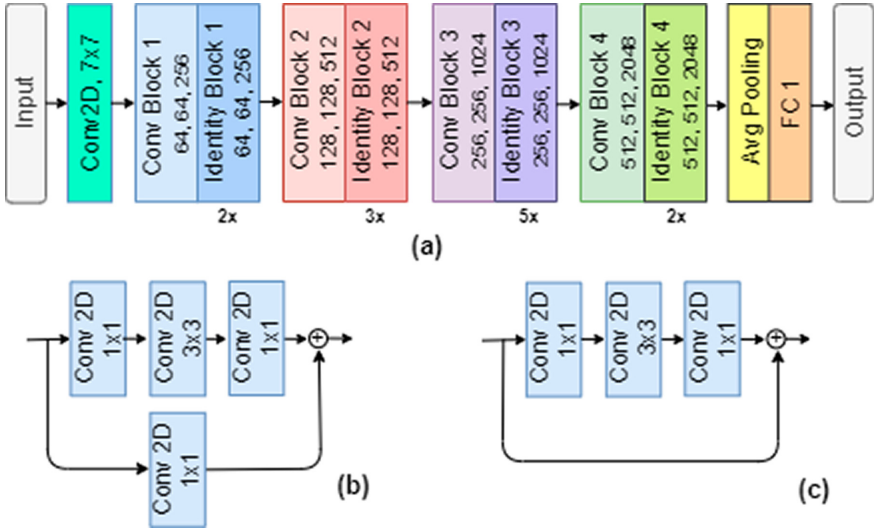 Input
Conv2D, 7x7
Conv Block 1
64, 64, 256
Identity Block 1
64, 64, 256
2x
Conv Block 2
128, 128, 512
Identity Block 2
128, 128, 512
3x
Conv Block 3
256, 256, 1024
Identity Block 3
256, 256, 1024
5x
Conv Block 4
512, 512, 2048
Identity Block 4
512, 512, 2048
2x
Avg Pooling
FC 1
Output
(a)
Conv 2D
1x1
Conv 2D
3x3
Conv 2D
1x1
Conv 2D
1x1
(b)
Conv 2D
1x1
Conv 2D
3x3
Conv 2D
1x1
(c)